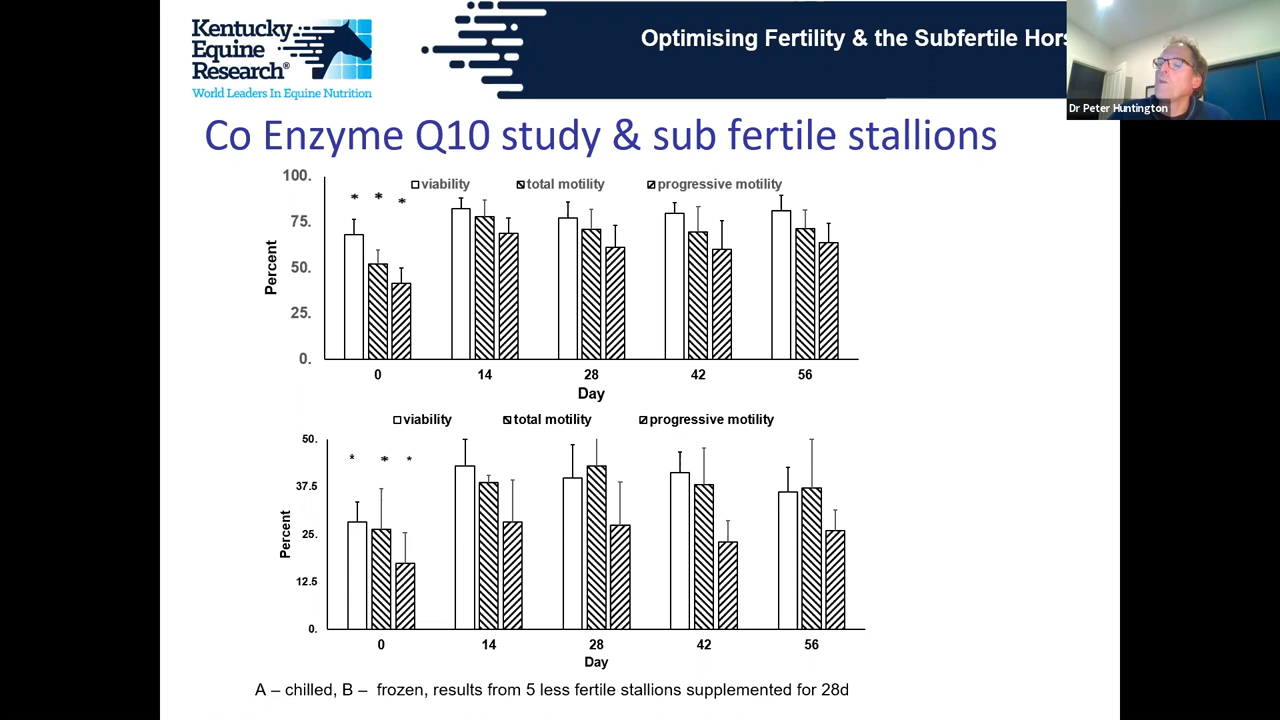 Kentucky
Equine
Research®
World Leaders In Equine Nutrition
Optimising Fertility & the Subfertile Hors
Dr Peter Huntington
Co Enzyme Q10 study & sub fertile stallions
viability total motility progressive motility
* * *
Percent
100.
75.
50.
25.
0.
0 14 28 42 56
Day
viability total motility progressive motility
* * *
Percent
50.
37.5
25.
12.5
0.
0 14 28 42 56
Day
A – chilled, B – frozen, results from 5 less fertile stallions supplemented for 28d